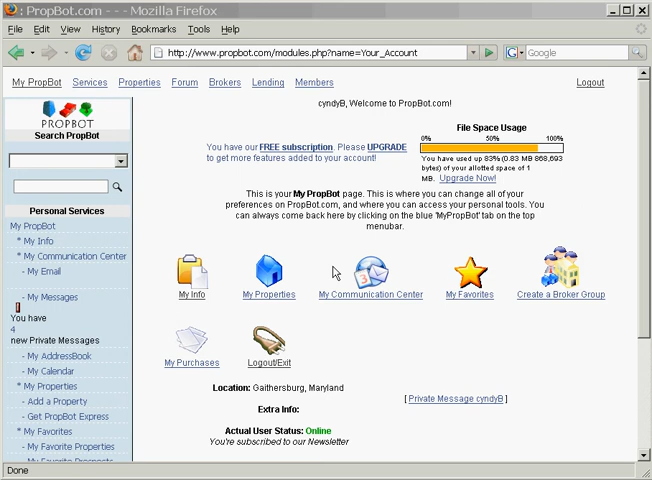 : PropBot.com - - - Mozilla Firefox
File Edit View History Bookmarks Tools Help
http://www.propbot.com/modules.php?name=Your_Account
G Google
My PropBot Services Properties Forum Brokers Lending Members Logout
PROPBOT
Search PropBot
Personal Services
My PropBot
* My Info
* My Communication Center
- My Email
- My Messages
You have
4
new Private Messages
- My AddressBook
- My Calendar
* My Properties
- Add a Property
- Get PropBot Express
* My Favorites
- My Favorite Properties
- My Favorite Prospects
cyndyB, Welcome to PropBot.com!
You have our FREE subscription. Please UPGRADE
to get more features added to your account!
File Space Usage
0% 50% 100%
You have used up 83% (0.83 MB 868,693
bytes) of your allotted space of 1
MB. Upgrade Now!
This is your My PropBot page. This is where you can change all of your
preferences on PropBot.com, and where you can access your personal tools. You
can always come back here by clicking on the blue 'MyPropBot' tab on the top
menubar.
3
My Info My Properties My Communication Center My Favorites Create a Broker Group
My Purchases Logout/Exit
Location: Gaithersburg, Maryland
[ Private Message cyndyB ]
Extra Info:
Actual User Status: Online
You're subscribed to our Newsletter
Done